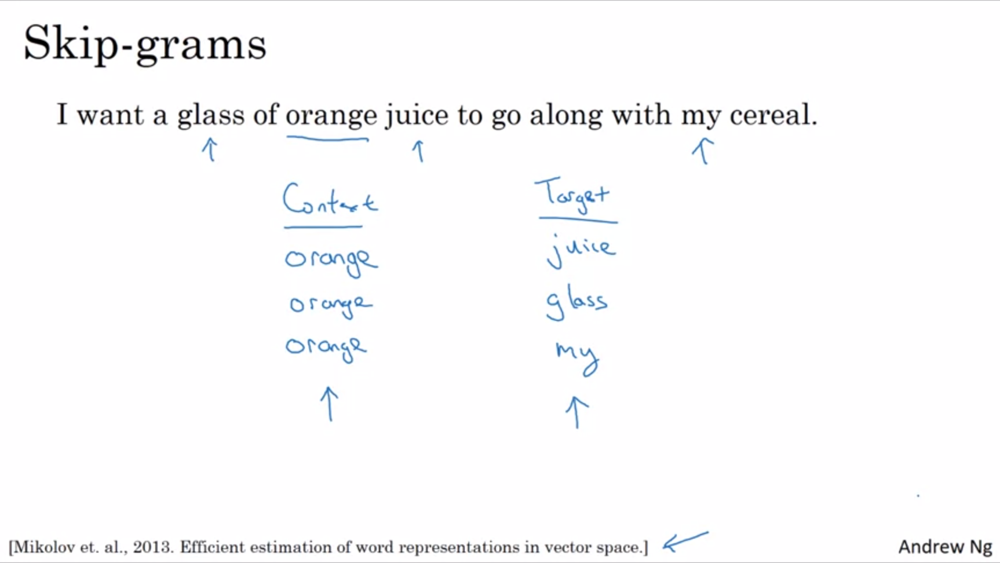 Skip-grams
I want a glass of orange juice to go along with my cereal.
Context Target
orange juice
orange glass
orange my
[Mikolov et. al., 2013. Efficient estimation of word representations in vector space.]
Andrew Ng